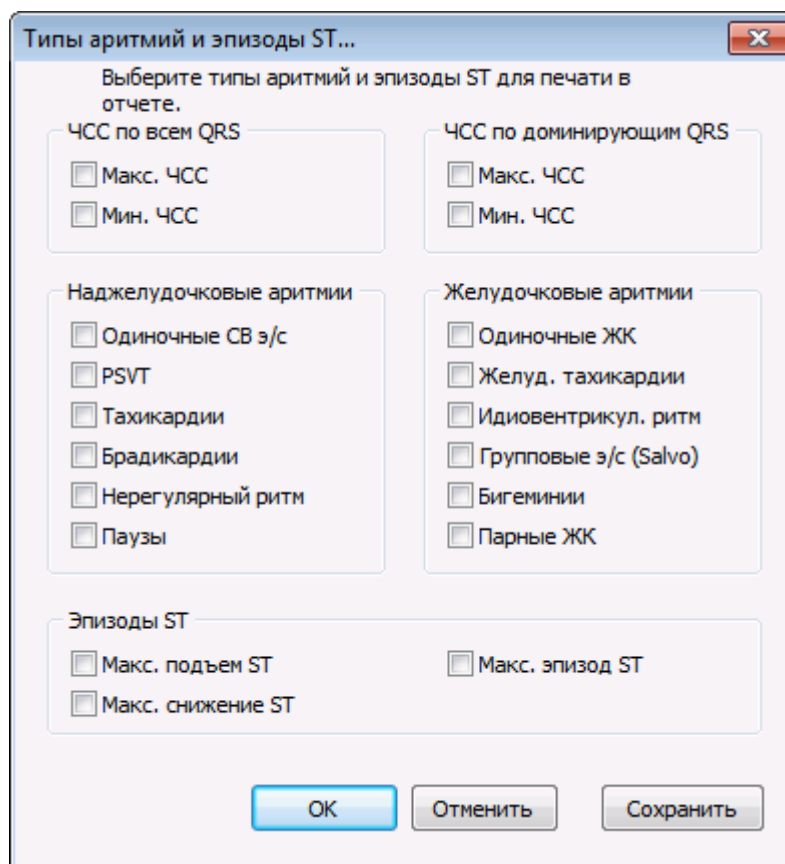 Типы аритмий и эпизоды ST...
Выберите типы аритмий и эпизоды ST для печати в
отчете.
ЧСС по всем QRS
Макс. ЧСС
Мин. ЧСС
ЧСС по доминирующим QRS
Макс. ЧСС
Мин. ЧСС
Наджелудочковые аритмии
Одиночные СВ э/с
PSVT
Тахикардии
Брадикардии
Нерегулярный ритм
Паузы
Желудочковые аритмии
Одиночные ЖК
Желуд. тахикардии
Идиовентрикул. ритм
Групповые э/с (Salvo)
Бигеминии
Парные ЖК
Эпизоды ST
Макс. подъем ST
Макс. снижение ST
Макс. эпизод ST
OK
Отменить
Сохранить